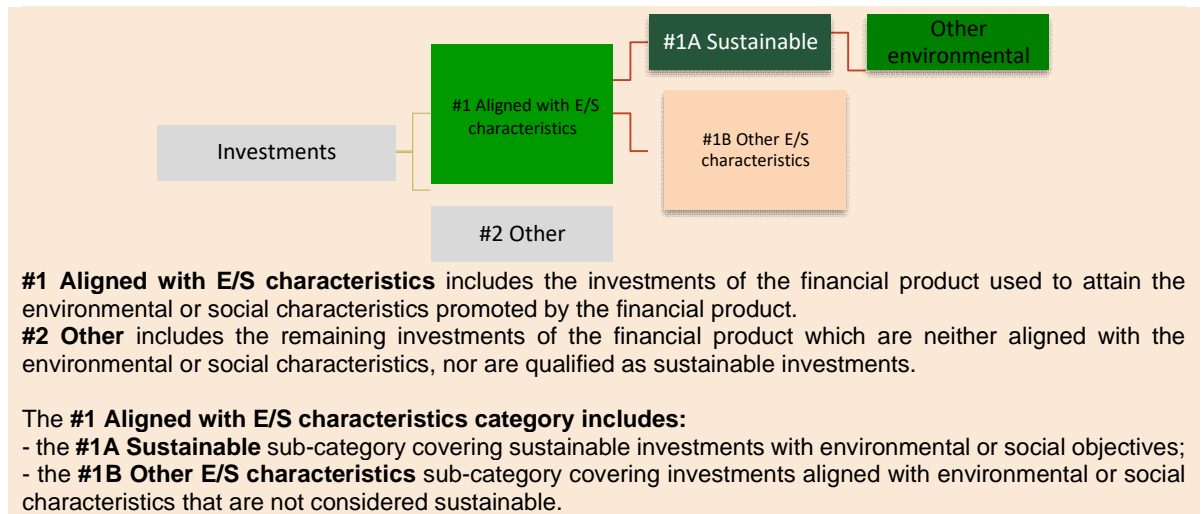 #1A Sustainable
Other
environmental
#1 Aligned with E/S
characteristics
Investments
#1B Other E/S
characteristics
#2 Other
#1 Aligned with E/S characteristics includes the investments of the financial product used to attain the
environmental or social characteristics promoted by the financial product.
#2 Other includes the remaining investments of the financial product which are neither aligned with the
environmental or social characteristics, nor are qualified as sustainable investments.
The #1 Aligned with E/S characteristics category includes:
- the #1A Sustainable sub-category covering sustainable investments with environmental or social objectives;
- the #1B Other E/S characteristics sub-category covering investments aligned with environmental or social
characteristics that are not considered sustainable.